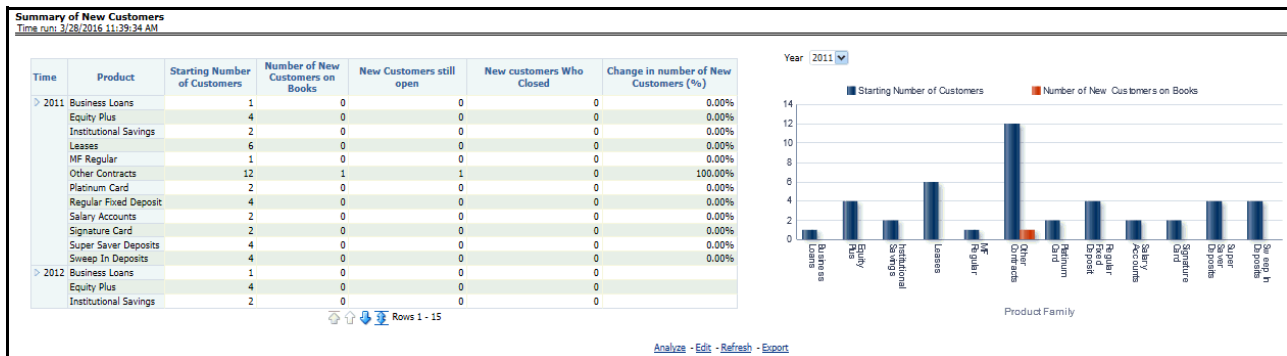 Summary of New Customers
Time run: 3/28/2016 11:39:34 AM
Time Product Starting Number of Customers Number of New Customers on Books New Customers still open New customers Who Closed Change in number of New Customers (%)
2011 Business Loans 1 0 0 0 0.00%
Equity Plus 4 0 0 0 0.00%
Institutional Savings 2 0 0 0 0.00%
Leases 6 0 0 0 0.00%
MF Regular 1 0 0 0 0.00%
Other Contracts 12 1 1 0 100.00%
Platinum Card 2 0 0 0 0.00%
Regular Fixed Deposit 4 0 0 0 0.00%
Salary Accounts 2 0 0 0 0.00%
Signature Card 2 0 0 0 0.00%
Super Saver Deposits 4 0 0 0 0.00%
Sweep In Deposits 4 0 0 0 0.00%
2012 Business Loans 1 0 0 0
Equity Plus 4 0 0 0
Institutional Savings 2 0 0 0
Rows 1 - 15
Year 2011
Starting Number of Customers Number of New Customers on Books
14
12
10
8
6
4
2
0
Business Loans
Equity Plus
Institutional Savings
Leases
MF Regular
Other Contracts
Platinum Card
Regular Fixed Deposit
Salary Accounts
Signature Card
Super Saver Deposits
Sweep In Deposits
Product Family
Analyze - Edit - Refresh - Export